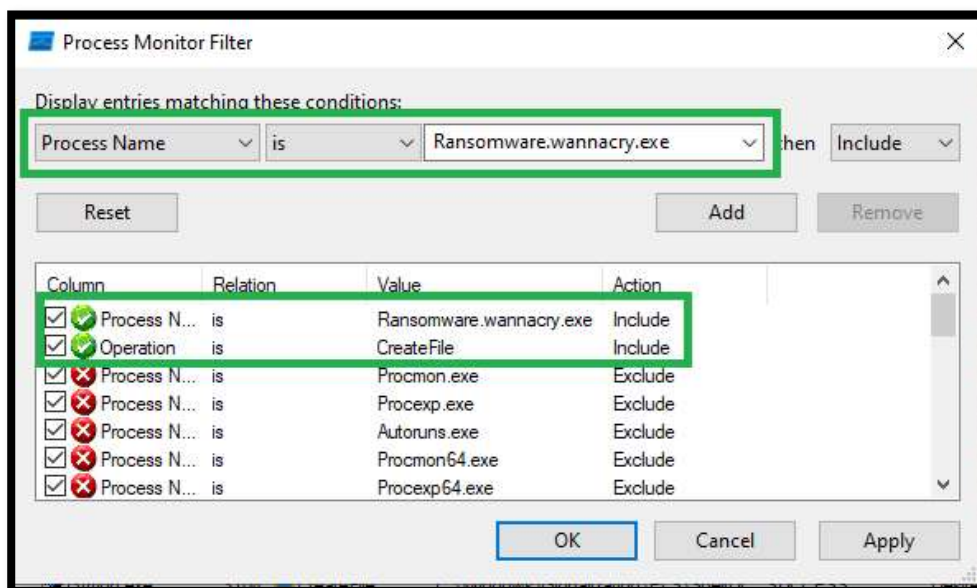 Process Monitor Filter
Display entries matching these conditions:
Process Name is Ransomware.wannacry.exe then Include
Reset Add Remove
Column Relation Value Action
Process N... is Ransomware.wannacry.exe Include
Operation is CreateFile Include
Process N... is Procmon.exe Exclude
Process N... is Procexp.exe Exclude
Process N... is Autoruns.exe Exclude
Process N... is Procmon64.exe Exclude
Process N... is Procexp64.exe Exclude
OK Cancel Apply